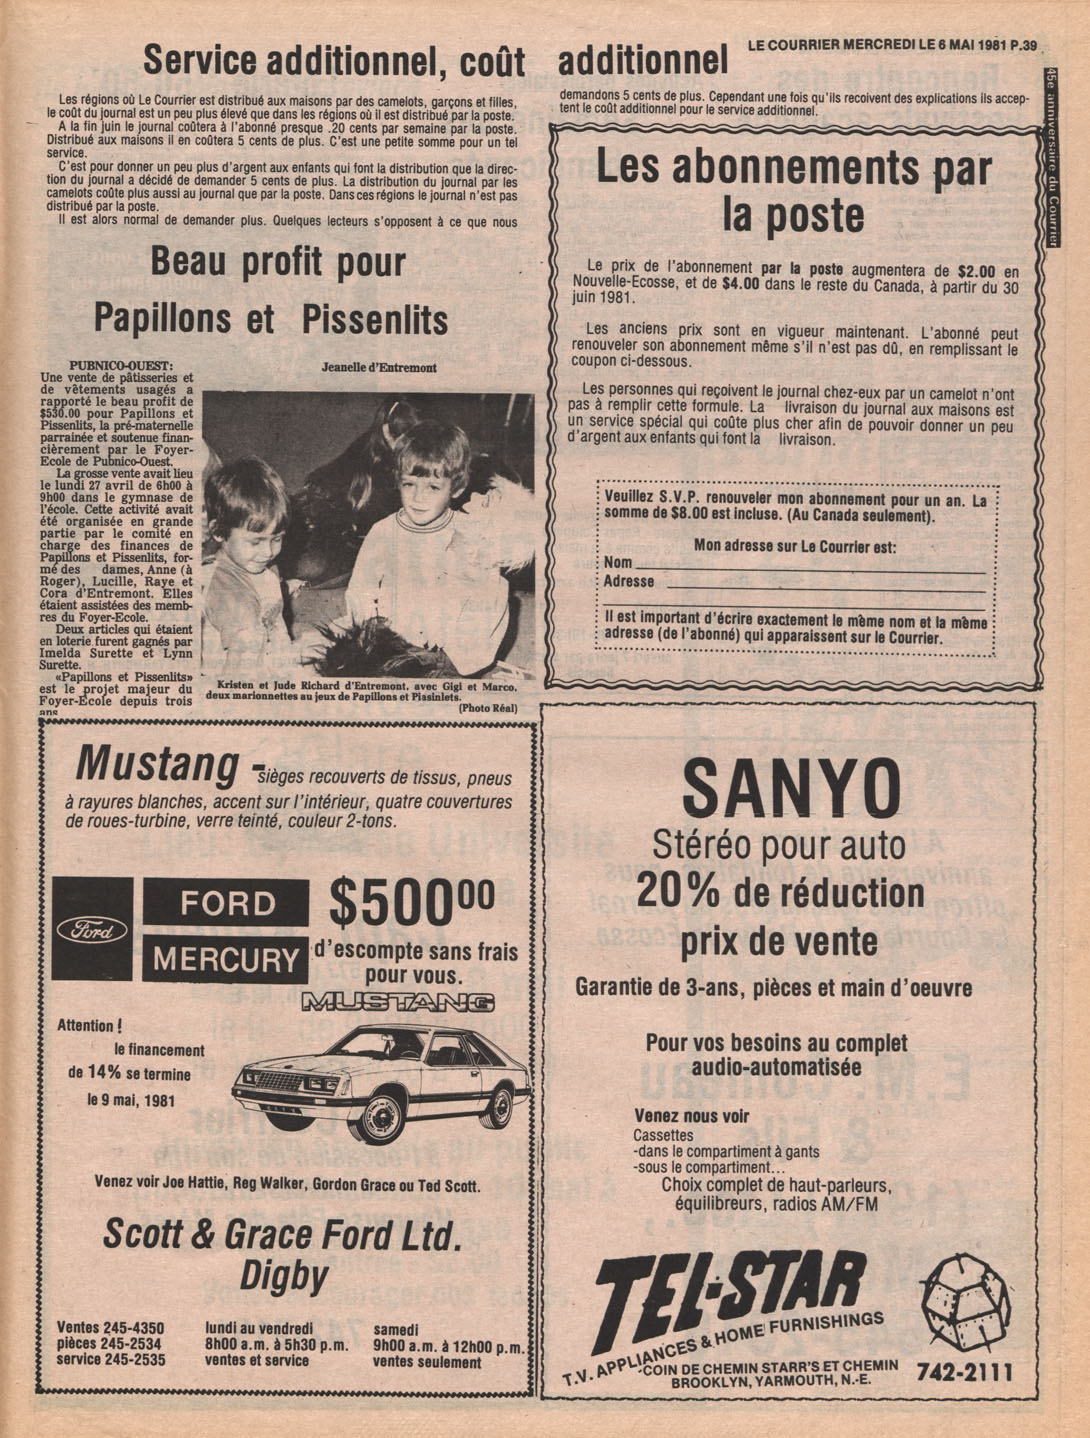 LE COURRIER MERCREDI LE 6 MAI 1981 P.39
45e anniversaire du Courrier
Service additionnel, coût additionnel
Les régions où Le Courrier est distribué aux maisons par des camelots, garçons et filles,
le coût du journal est un peu plus élevé que dans les régions où il est distribué par la poste.
A la fin juin le journal coûtera à l'abonné presque .20 cents par semaine par la poste.
Distribué aux maisons il en coûtera 5 cents de plus. C'est une petite somme pour un tel
service.
C'est pour donner un peu plus d'argent aux enfants qui font la distribution que la direc-
tion du journal a décidé de demander 5 cents de plus. La distribution du journal par les
camelots coûte plus aussi au journal que par la poste. Dans ces régions le journal n'est pas
distribué par la poste.
Il est alors normal de demander plus. Quelques lecteurs s'opposent à ce que nous
demandons 5 cents de plus. Cependant une fois qu'ils recoivent des explications ils accep-
tent le coût additionnel pour le service additionnel.
Beau profit pour
Papillons et Pissenlits
PUBNICO-OUEST:
Une vente de pâtisseries et
de vêtements usagés a
rapporté le beau profit de
$530.00 pour Papillons et
Pissenlits, la pré-maternelle
parrainée et soutenue finan-
cièrement par le Foyer-
Ecole de Pubnico-Ouest.
La grosse vente avait lieu
le lundi 27 avril de 6h00 à
9h00 dans le gymnase de
l'école. Cette activité avait
été organisée en grande
partie par le comité en
charge des finances de
Papillons et Pissenlits, for-
mé des dames, Anne (à
Roger), Lucille, Raye et
Cora d'Entremont. Elles
étaient assistées des memb-
res du Foyer-Ecole.
Deux articles qui étaient
en loterie furent gagnés par
Imelda Surette et Lynn
Surette.
«Papillons et Pissenlits»
est le projet majeur du
Foyer-Ecole depuis trois
ans
Jeanelle d'Entremont
Kristen et Jude Richard d'Entremont, avec Gigi et Marco,
deux marionnettes au jeux de Papillons et Piasinlets.
(Photo Réal)
Les abonnements par
la poste
Le prix de l'abonnement par la poste augmentera de $2.00 en
Nouvelle-Ecosse, et de $4.00 dans le reste du Canada, à partir du 30
juin 1981.
Les anciens prix sont en vigueur maintenant. L'abonné peut
renouveler son abonnement même s'il n'est pas dû, en remplissant le
coupon ci-dessous.
Les personnes qui reçoivent le journal chez-eux par un camelot n'ont
pas à remplir cette formule. La livraison du journal aux maisons est
un service spécial qui coûte plus cher afin de pouvoir donner un peu
d'argent aux enfants qui font la livraison.
Veuillez S.V.P. renouveler mon abonnement pour un an. La
somme de $8.00 est incluse. (Au Canada seulement).
Mon adresse sur Le Courrier est:
Nom
Adresse
Il est important d'écrire exactement le même nom et la même
adresse (de l'abonné) qui apparaissent sur le Courrier.
Mustang - sièges recouverts de tissus, pneus
à rayures blanches, accent sur l'intérieur, quatre couvertures
de roues-turbine, verre teinté, couleur 2-tons.
Ford
FORD
MERCURY
$500.00
d'escompte sans frais
pour vous.
MUSTANG
Attention !
le financement
de 14% se termine
le 9 mai, 1981
Venez voir Joe Hattie, Reg Walker, Gordon Grace ou Ted Scott.
Scott & Grace Ford Ltd.
Digby
Ventes 245-4350
pièces 245-2534
service 245-2535
lundi au vendredi
8h00 a.m. à 5h30 p.m.
ventes et service
samedi
9h00 a.m. à 12h00 p.m.
ventes seulement
SANYO
Stéréo pour auto
20% de réduction
prix de vente
Garantie de 3-ans, pièces et main d'oeuvre
Pour vos besoins au complet
audio-automatisée
Venez nous voir
Cassettes
-dans le compartiment à gants
-sous le compartiment...
Choix complet de haut-parleurs,
équilibreurs, radios AM/FM
TEL-STAR
T.V. APPLIANCES & HOME FURNISHINGS
-COIN DE CHEMIN STARR'S ET CHEMIN
BROOKLYN, YARMOUTH, N.-E.
742-2111